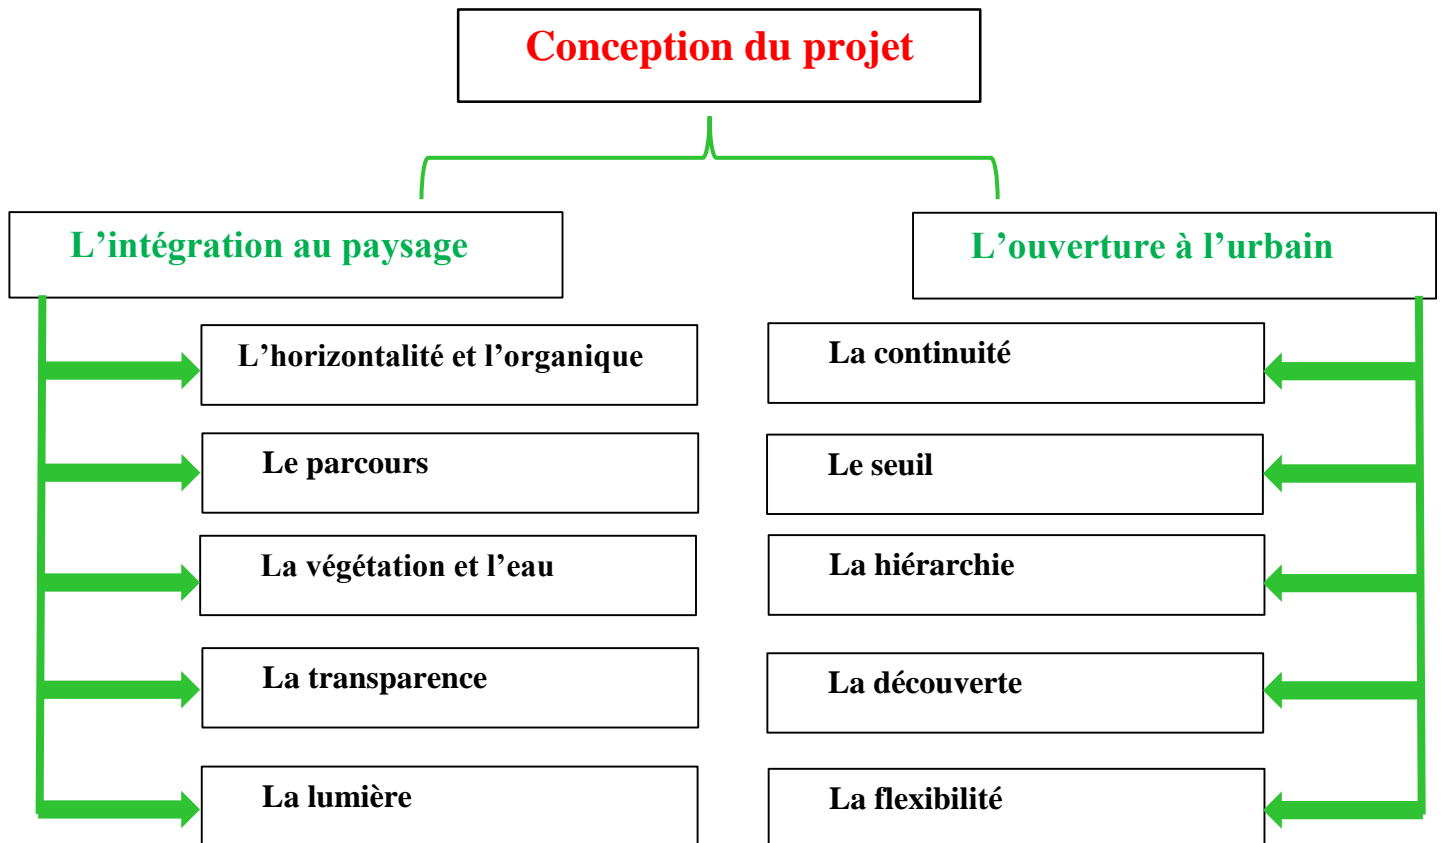 Conception du projet
L’intégration au paysage
L’ouverture à l’urbain
L’horizontalité et l’organique
La continuité
Le parcours
Le seuil
La végétation et l’eau
La hiérarchie
La transparence
La découverte
La lumière
La flexibilité